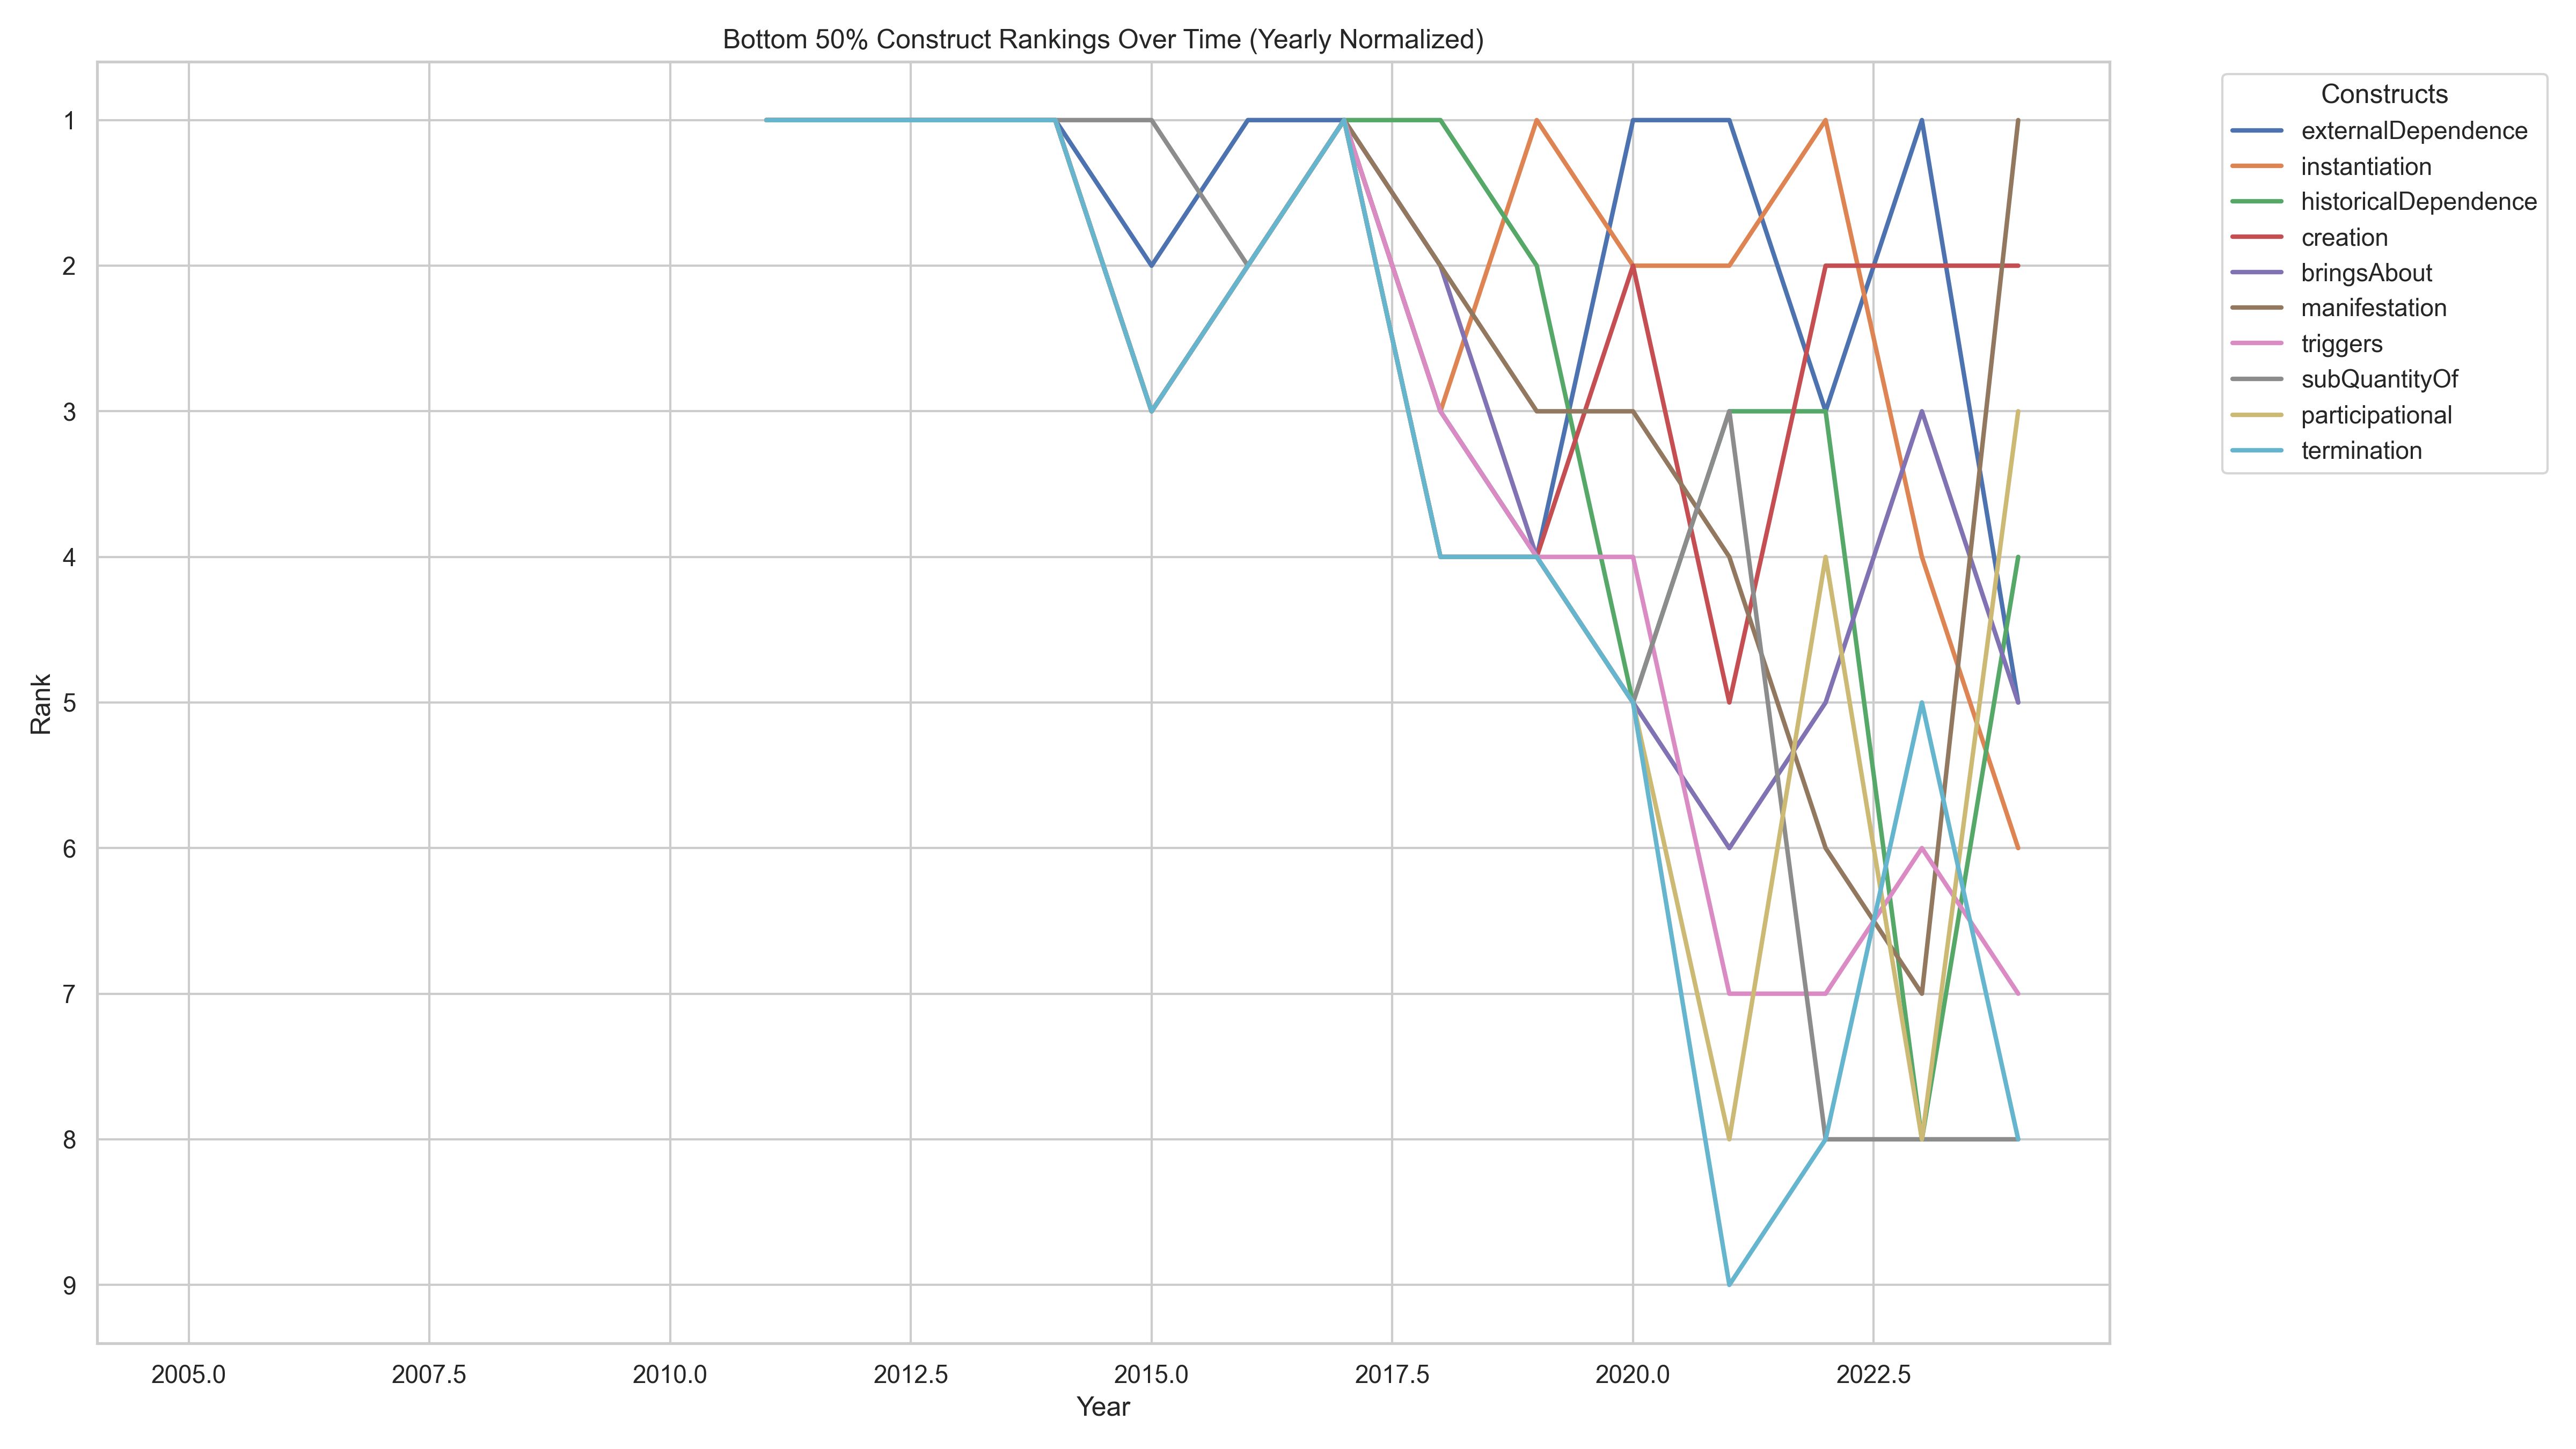 Bottom 50% Construct Rankings Over Time (Yearly Normalized)
Constructs
externalDependence
instantiation
historicalDependence
creation
bringsAbout
manifestation
triggers
subQuantityOf
participational
termination
Rank
1
2
3
4
5
6
7
8
9
2005.0 2007.5 2010.0 2012.5 2015.0 2017.5 2020.0 2022.5
Year